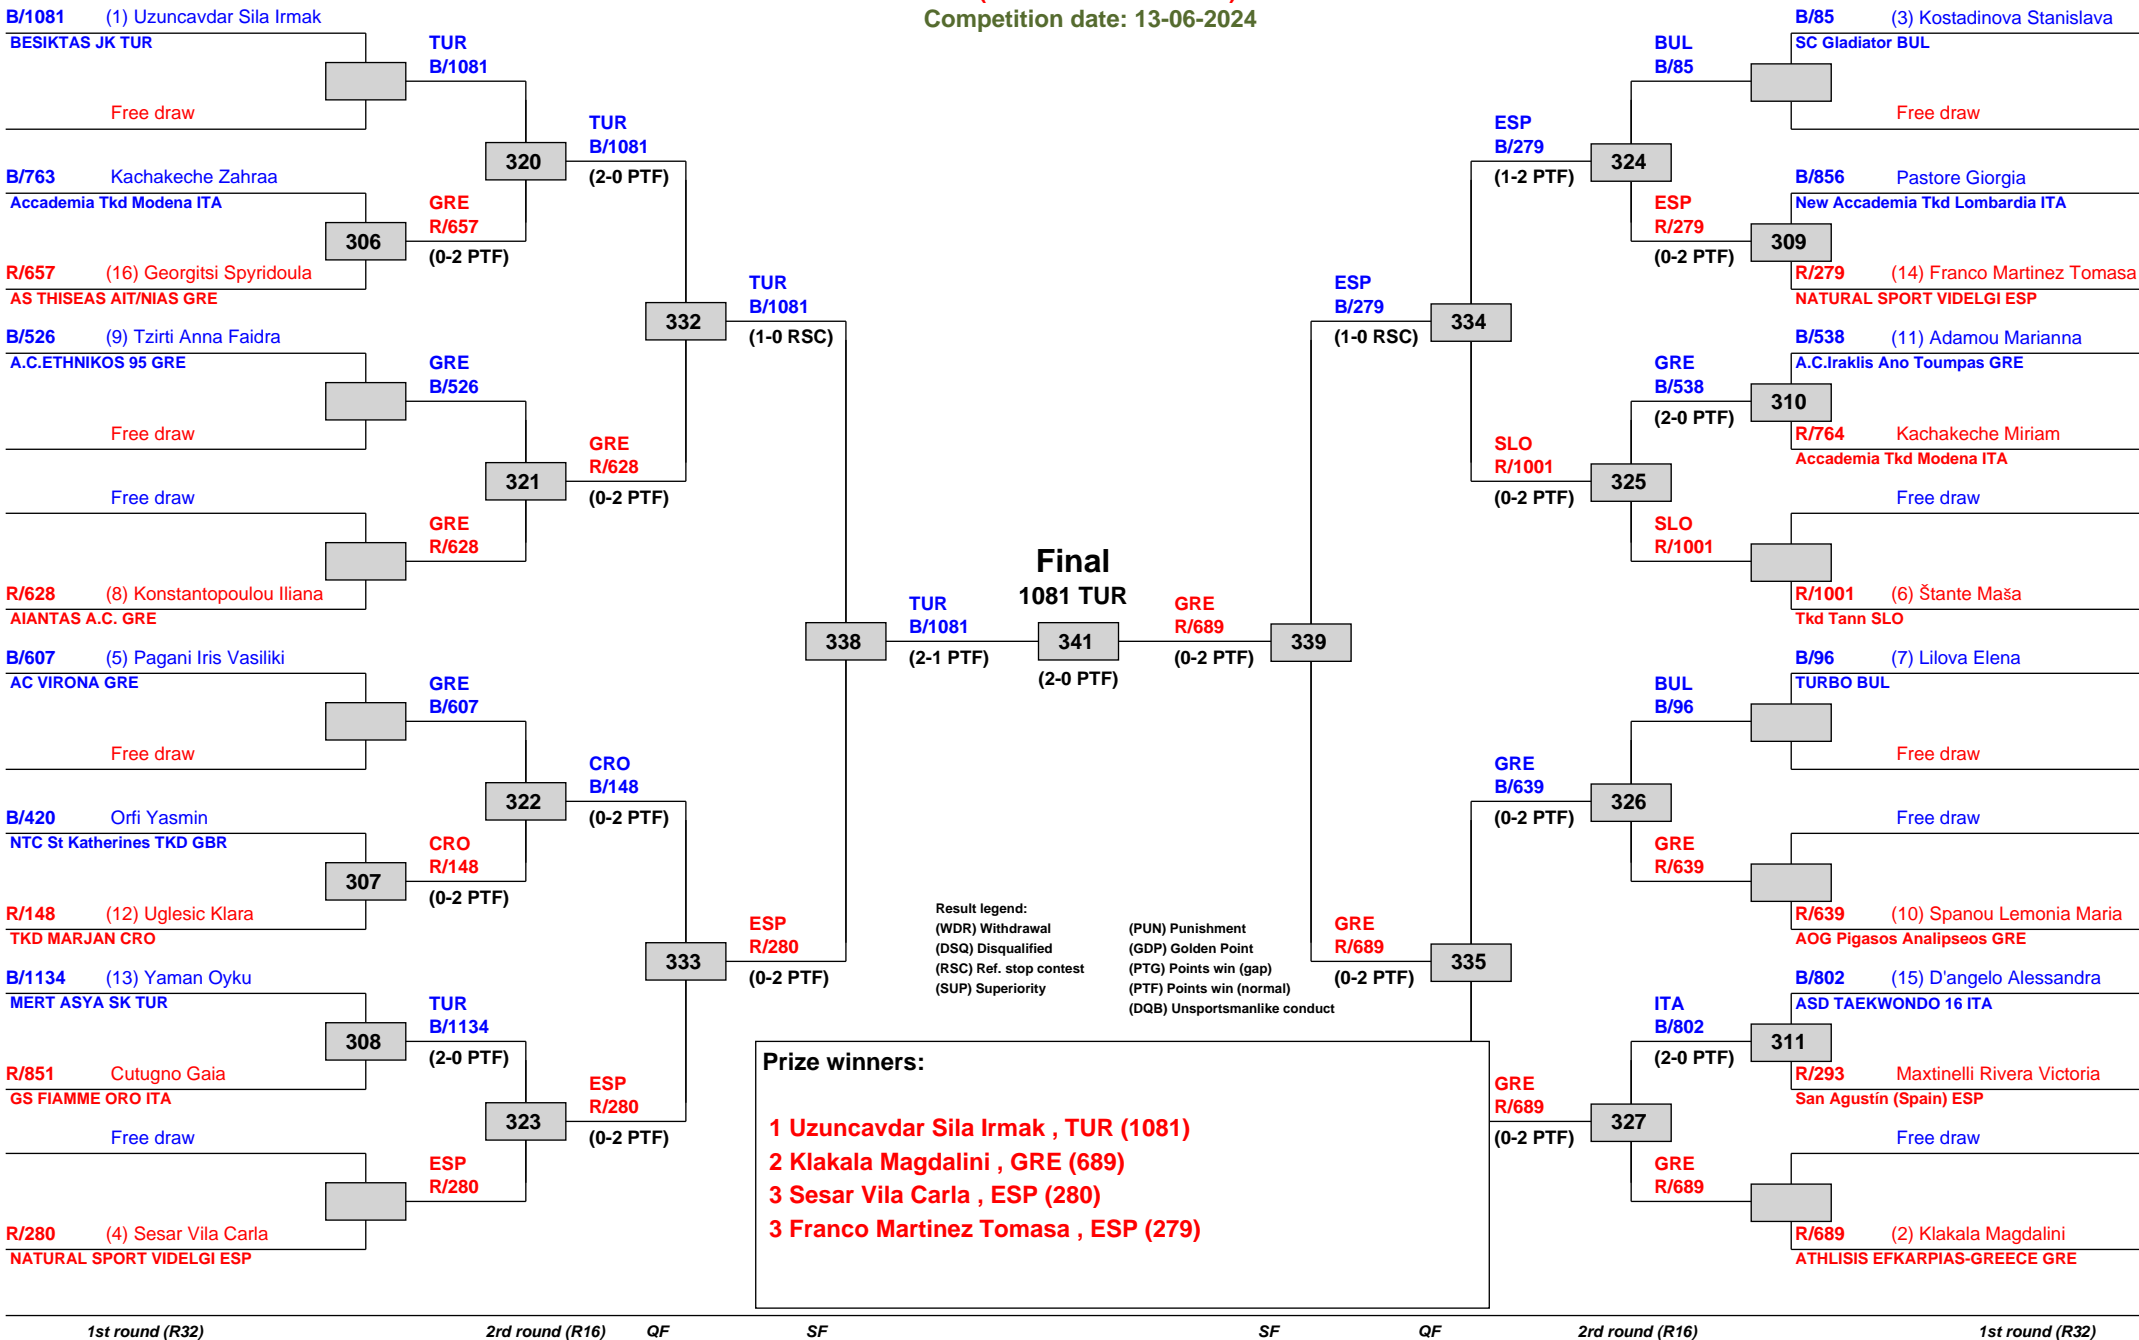 Competition date: 13-06-2024
B/1081 (1) Uzuncavdar Sila Irmak
BESIKTAS JK TUR
Free draw
B/763 Kachakeche Zahraa
Accademia Tkd Modena ITA
306
R/657 (16) Georgitsi Spyridoula
AS THISEAS AIT/NIAS GRE
B/526 (9) Tzirti Anna Faidra
A.C.ETHNIKOS 95 GRE
Free draw
Free draw
R/628 (8) Konstantopoulou Iliana
AIANTAS A.C. GRE
B/607 (5) Pagani Iris Vasiliki
AC VIRONA GRE
Free draw
B/420 Orfi Yasmin
NTC St Katherines TKD GBR
307
R/148 (12) Uglesic Klara
TKD MARJAN CRO
B/1134 (13) Yaman Oyku
MERT ASYA SK TUR
308
R/851 Cutugno Gaia
GS FIAMME ORO ITA
Free draw
R/280 (4) Sesar Vila Carla
NATURAL SPORT VIDELGI ESP
TUR
B/1081
320
GRE
R/657
(0-2 PTF)
GRE
B/526
321
GRE
R/628
GRE
B/607
322
CRO
R/148
(0-2 PTF)
TUR
B/1134
(2-0 PTF)
323
ESP
R/280
TUR
B/1081
(2-0 PTF)
332
GRE
R/628
(0-2 PTF)
CRO
B/148
(0-2 PTF)
333
ESP
R/280
(0-2 PTF)
TUR
B/1081
(1-0 RSC)
338
ESP
R/280
(0-2 PTF)
TUR
B/1081
(2-1 PTF)
Final
1081 TUR
341
(2-0 PTF)
GRE
R/689
(0-2 PTF)
339
ESP
B/279
(1-0 RSC)
334
GRE
R/689
(0-2 PTF)
335
ESP
B/279
(1-2 PTF)
324
SLO
R/1001
(0-2 PTF)
325
GRE
B/639
(0-2 PTF)
326
GRE
R/689
(0-2 PTF)
327
BUL
B/85
ESP
R/279
(0-2 PTF)
GRE
B/538
(2-0 PTF)
SLO
R/1001
BUL
B/96
GRE
R/639
ITA
B/802
(2-0 PTF)
GRE
R/689
B/85 (3) Kostadinova Stanislava
SC Gladiator BUL
Free draw
B/856 Pastore Giorgia
New Accademia Tkd Lombardia ITA
309
R/279 (14) Franco Martinez Tomasa
NATURAL SPORT VIDELGI ESP
B/538 (11) Adamou Marianna
A.C.Iraklis Ano Toumpas GRE
310
R/764 Kachakeche Miriam
Accademia Tkd Modena ITA
Free draw
R/1001 (6) Štante Maša
Tkd Tann SLO
B/96 (7) Lilova Elena
TURBO BUL
Free draw
Free draw
R/639 (10) Spanou Lemonia Maria
AOG Pigasos Analipseos GRE
B/802 (15) D'angelo Alessandra
ASD TAEKWONDO 16 ITA
311
R/293 Maxtinelli Rivera Victoria
San Agustín (Spain) ESP
Free draw
R/689 (2) Klakala Magdalini
ATHLISIS EFKARPIAS-GREECE GRE
Result legend:
(WDR) Withdrawal (PUN) Punishment
(DSQ) Disqualified (GDP) Golden Point
(RSC) Ref. stop contest (PTG) Points win (gap)
(SUP) Superiority (PTF) Points win (normal)
(DQB) Unsportsmanlike conduct
Prize winners:
1 Uzuncavdar Sila Irmak , TUR (1081)
2 Klakala Magdalini , GRE (689)
3 Sesar Vila Carla , ESP (280)
3 Franco Martinez Tomasa , ESP (279)
1st round (R32) 2rd round (R16) QF SF SF QF 2rd round (R16) 1st round (R32)